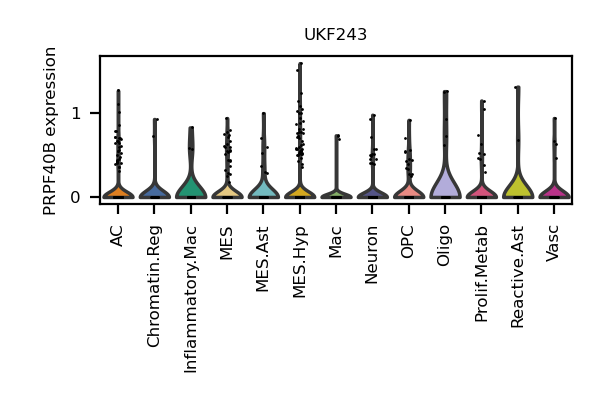 UKF243
PRPF40B expression
1
0
AC
Chromatin.Reg
Inflammatory.Mac
MES
MES.Ast
MES.Hyp
Mac
Neuron
OPC
Oligo
Prolif.Metab
Reactive.Ast
Vasc